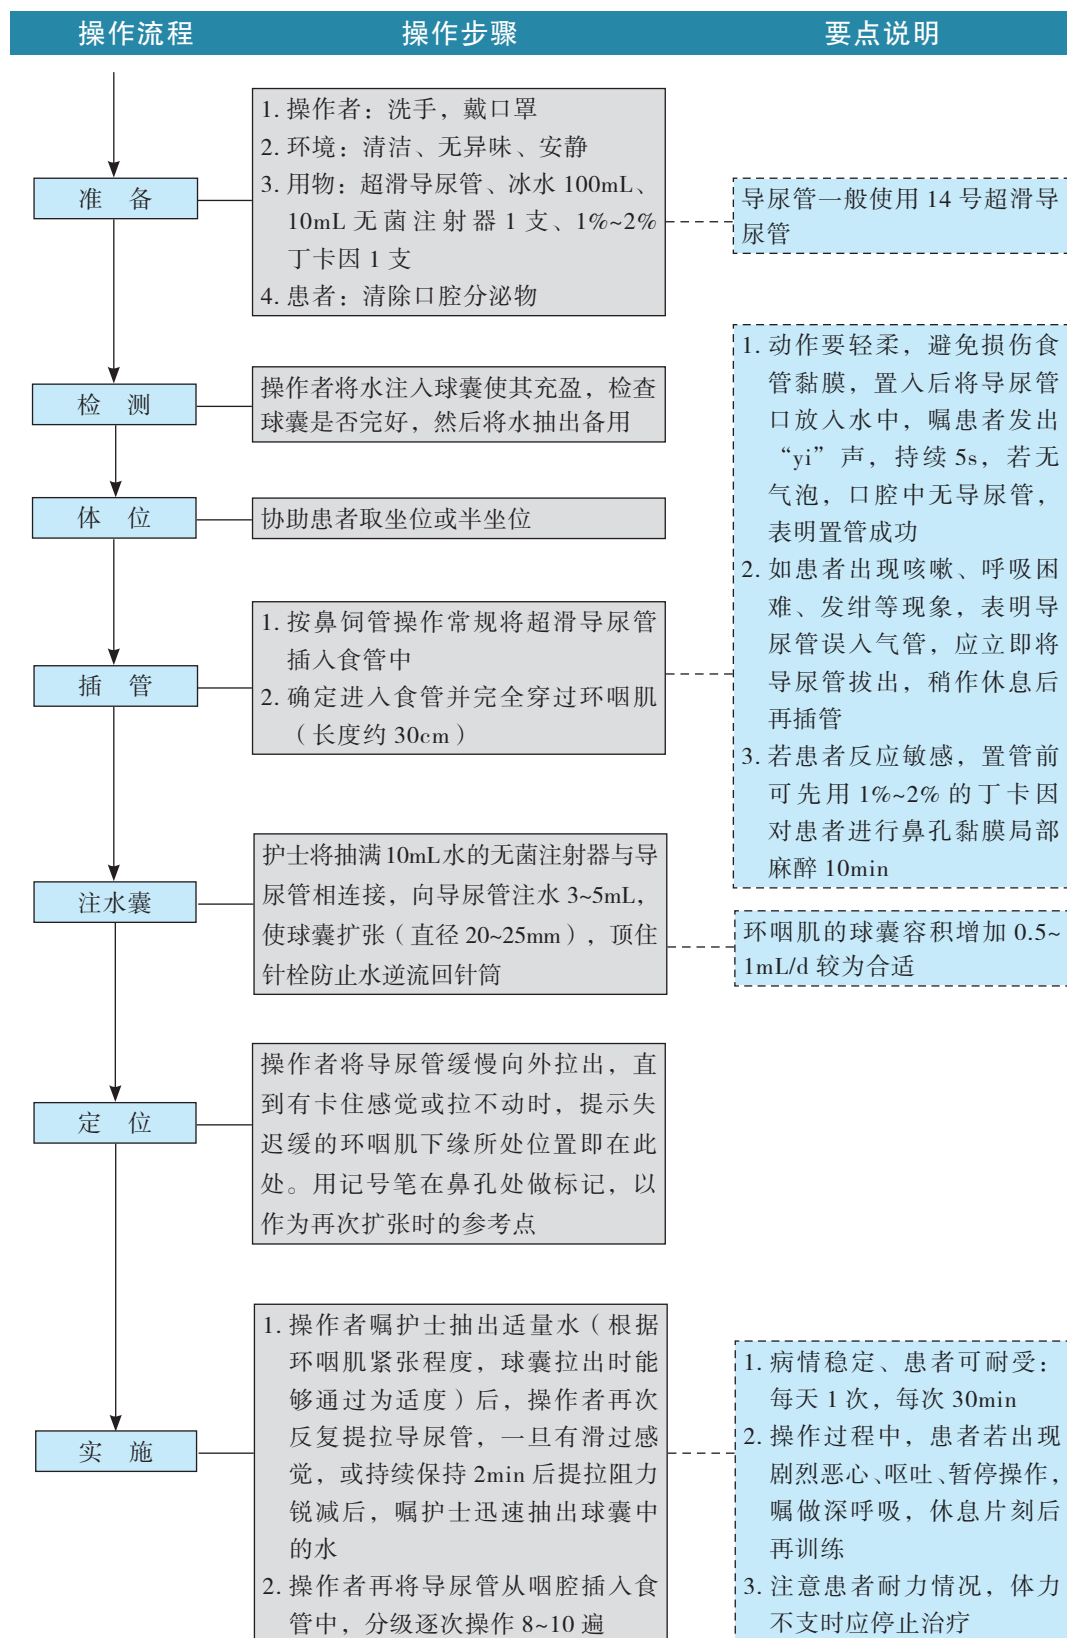 操作流程 操作步骤 要点说明
准 备
1. 操作者：洗手，戴口罩
2. 环境：清洁、无异味、安静
3. 用物：超滑导尿管、冰水 100mL、
10mL 无菌注射器 1 支、1%~2%
丁卡因 1 支
4. 患者：清除口腔分泌物
导尿管一般使用 14 号超滑导
尿管
检 测
操作者将水注入球囊使其充盈，检查
球囊是否完好，然后将水抽出备用
体 位
协助患者取坐位或半坐位
插 管
1. 按鼻饲管操作常规将超滑导尿管
插入食管中
2. 确定进入食管并完全穿过环咽肌
（长度约 30cm）
1. 动作要轻柔，避免损伤食
管黏膜，置入后将导尿管
口放入水中，嘱患者发出
“yi”声，持续 5s，若无
气泡，口腔中无导尿管，
表明置管成功
2. 如患者出现咳嗽、呼吸困
难、发绀等现象，表明导
尿管误入气管，应立即将
导尿管拔出，稍作休息后
再插管
3. 若患者反应敏感，置管前
可先用 1%~2% 的丁卡因
对患者进行鼻孔黏膜局部
麻醉 10min
注水囊
护士将抽满 10mL 水的无菌注射器与导
尿管相连接，向导尿管注水 3~5mL，
使球囊扩张（直径 20~25mm），顶住
针栓防止水逆流回针筒
环咽肌的球囊容积增加 0.5~
1mL/d 较为合适
定 位
操作者将导尿管缓慢向外拉出，直
到有卡住感觉或拉不动时，提示失
迟缓的环咽肌下缘所处位置即在此
处。用记号笔在鼻孔处做标记，以
作为再次扩张时的参考点
实 施
1. 操作者嘱护士抽出适量水（根据
环咽肌紧张程度，球囊拉出时能
够通过为适度）后，操作者再次
反复提拉导尿管，一旦有滑过感
觉，或持续保持 2min 后提拉阻力
锐减后，嘱护士迅速抽出球囊中
的水
2. 操作者再将导尿管从咽腔插入食
管中，分级逐次操作 8~10 遍
1. 病情稳定、患者可耐受：
每天 1 次，每次 30min
2. 操作过程中，患者若出现
剧烈恶心、呕吐、暂停操作，
嘱做深呼吸，休息片刻后
再训练
3. 注意患者耐力情况，体力
不支时应停止治疗